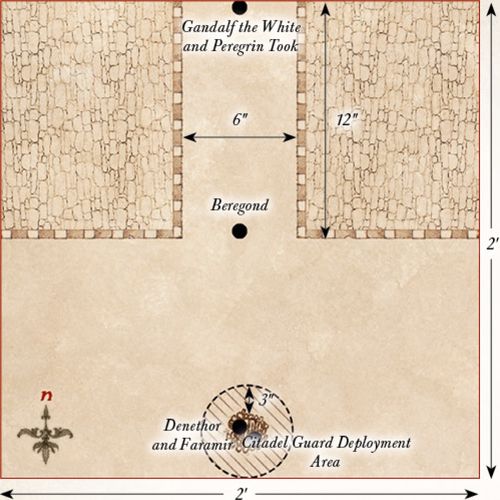 Gandalf the White
and Peregrin Took
6"
12"
Beregond
2'
n
3"
Denethor
and Faramir
Citadel Guard Deployment
Area
2'